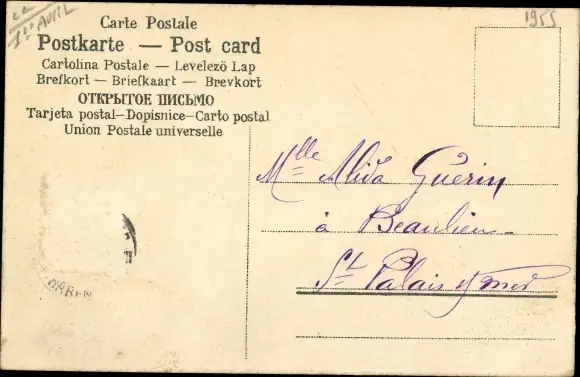 1er AVRIL
1955
Carte Postale
Postkarte — Post card
Cartolina Postale — Levelezö Lap
Brefkort — Briefkaart — Brevkort
ОТКРЫТОЕ ПИСЬМО
Tarjeta postal—Dopisnice—Carto postal
Union Postale universelle
Mlle Alida Guérin
à Beaulieu-
St Palais s/ mer